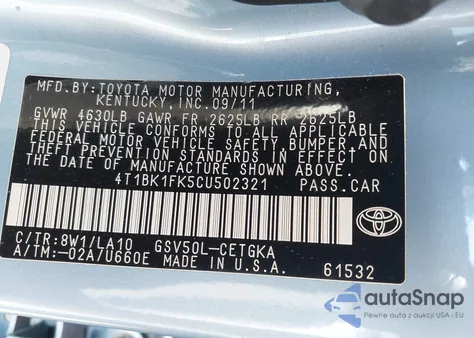 MFD.BY:TOYOTA MOTOR MANUFACTURING,
KENTUCKY,INC.09/11
GVWR 4630LB GAWR FR 2625LB RR 2625LB
THIS VEHICLE CONFORMS TO ALL APPLICABLE
FEDERAL MOTOR VEHICLE SAFETY, BUMPER, AND
THEFT PREVENTION STANDARDS IN EFFECT ON
THE DATE OF MANUFACTURE SHOWN ABOVE.
4T1BK1FK5CU502321 PASS.CAR
C/TR:8W1/LA10 GSV50L-CETGKA
A/TM:-02A/U660E MADE IN U.S.A. 61532
TOYOTA
autoSnap
Pewne auta z aukcji USA i EU